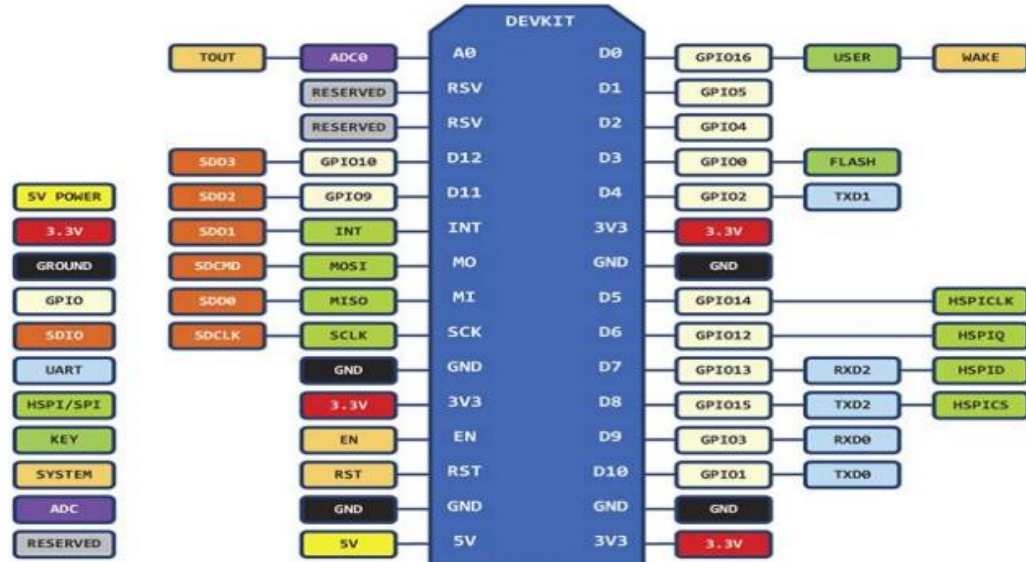 DEVKIT
TOUT ADC0 A0 D0 GPIO16 USER WAKE
RESERVED RSV D1 GPIO5
RESERVED RSV D2 GPIO4
SDD3 GPIO10 D12 D3 GPIO0 FLASH
5V POWER SDD2 GPIO9 D11 D4 GPIO2 TXD1
3.3V SDD1 INT INT 3V3 3.3V
GROUND SDCMD MOSI MO GND GND
GPIO SDD0 MISO MI D5 GPIO14 HSPICLK
SDIO SDCLK SCLK SCK D6 GPIO12 HSPIQ
UART GND GND D7 GPIO13 RXD2 HSPID
HSPI/SPI 3.3V 3V3 D8 GPIO15 TXD2 HSPICS
KEY EN EN D9 GPIO3 RXD0
SYSTEM RST RST D10 GPIO1 TXD0
ADC GND GND GND GND
RESERVED 5V 5V 3V3 3.3V